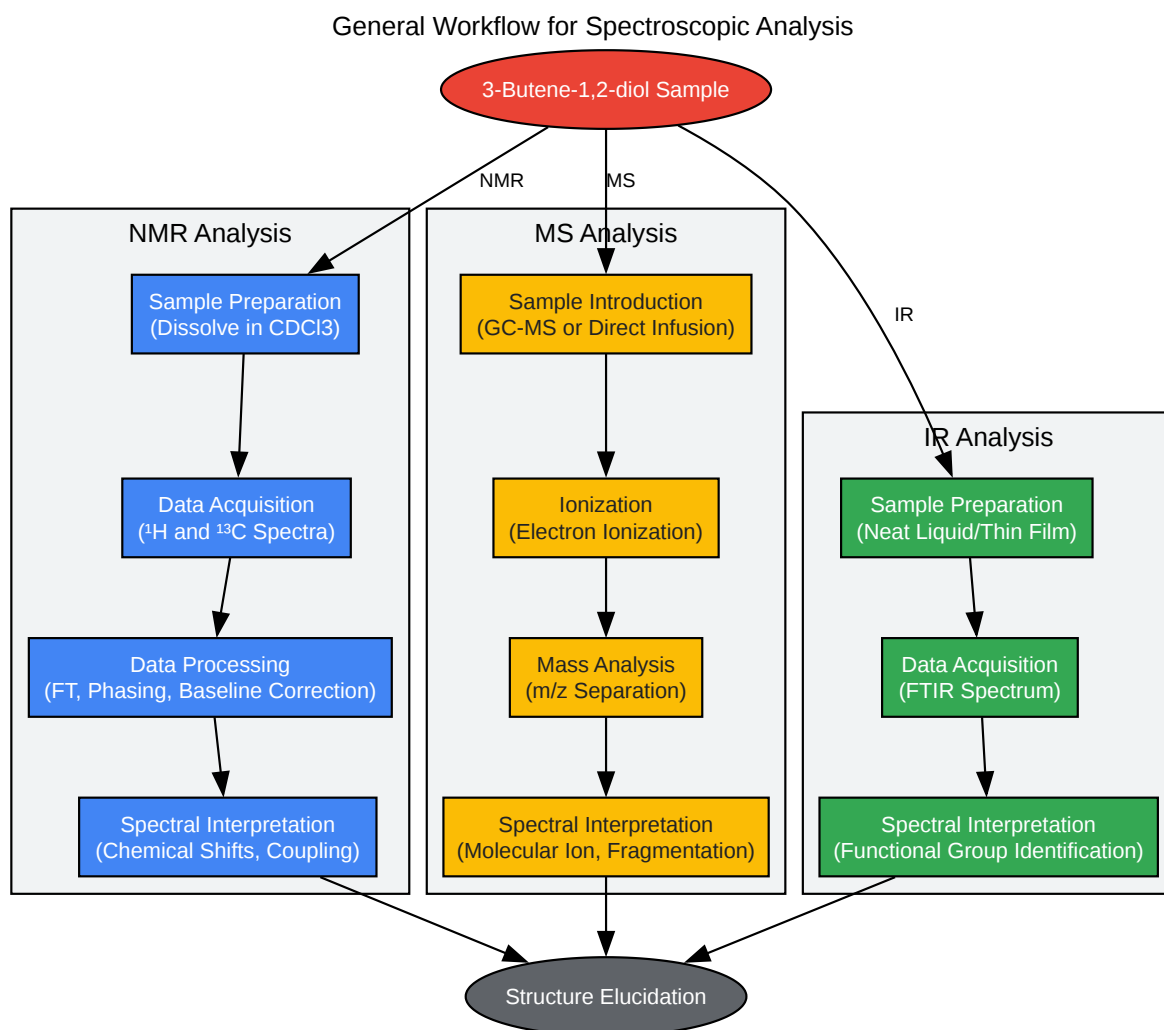 General Workflow for Spectroscopic Analysis
3-Butene-1,2-diol Sample
NMR
MS
IR
NMR Analysis
Sample Preparation
(Dissolve in CDCl3)
Data Acquisition
(¹H and ¹³C Spectra)
Data Processing
(FT, Phasing, Baseline Correction)
Spectral Interpretation
(Chemical Shifts, Coupling)
MS Analysis
Sample Introduction
(GC-MS or Direct Infusion)
Ionization
(Electron Ionization)
Mass Analysis
(m/z Separation)
Spectral Interpretation
(Molecular Ion, Fragmentation)
IR Analysis
Sample Preparation
(Neat Liquid/Thin Film)
Data Acquisition
(FTIR Spectrum)
Spectral Interpretation
(Functional Group Identification)
Structure Elucidation